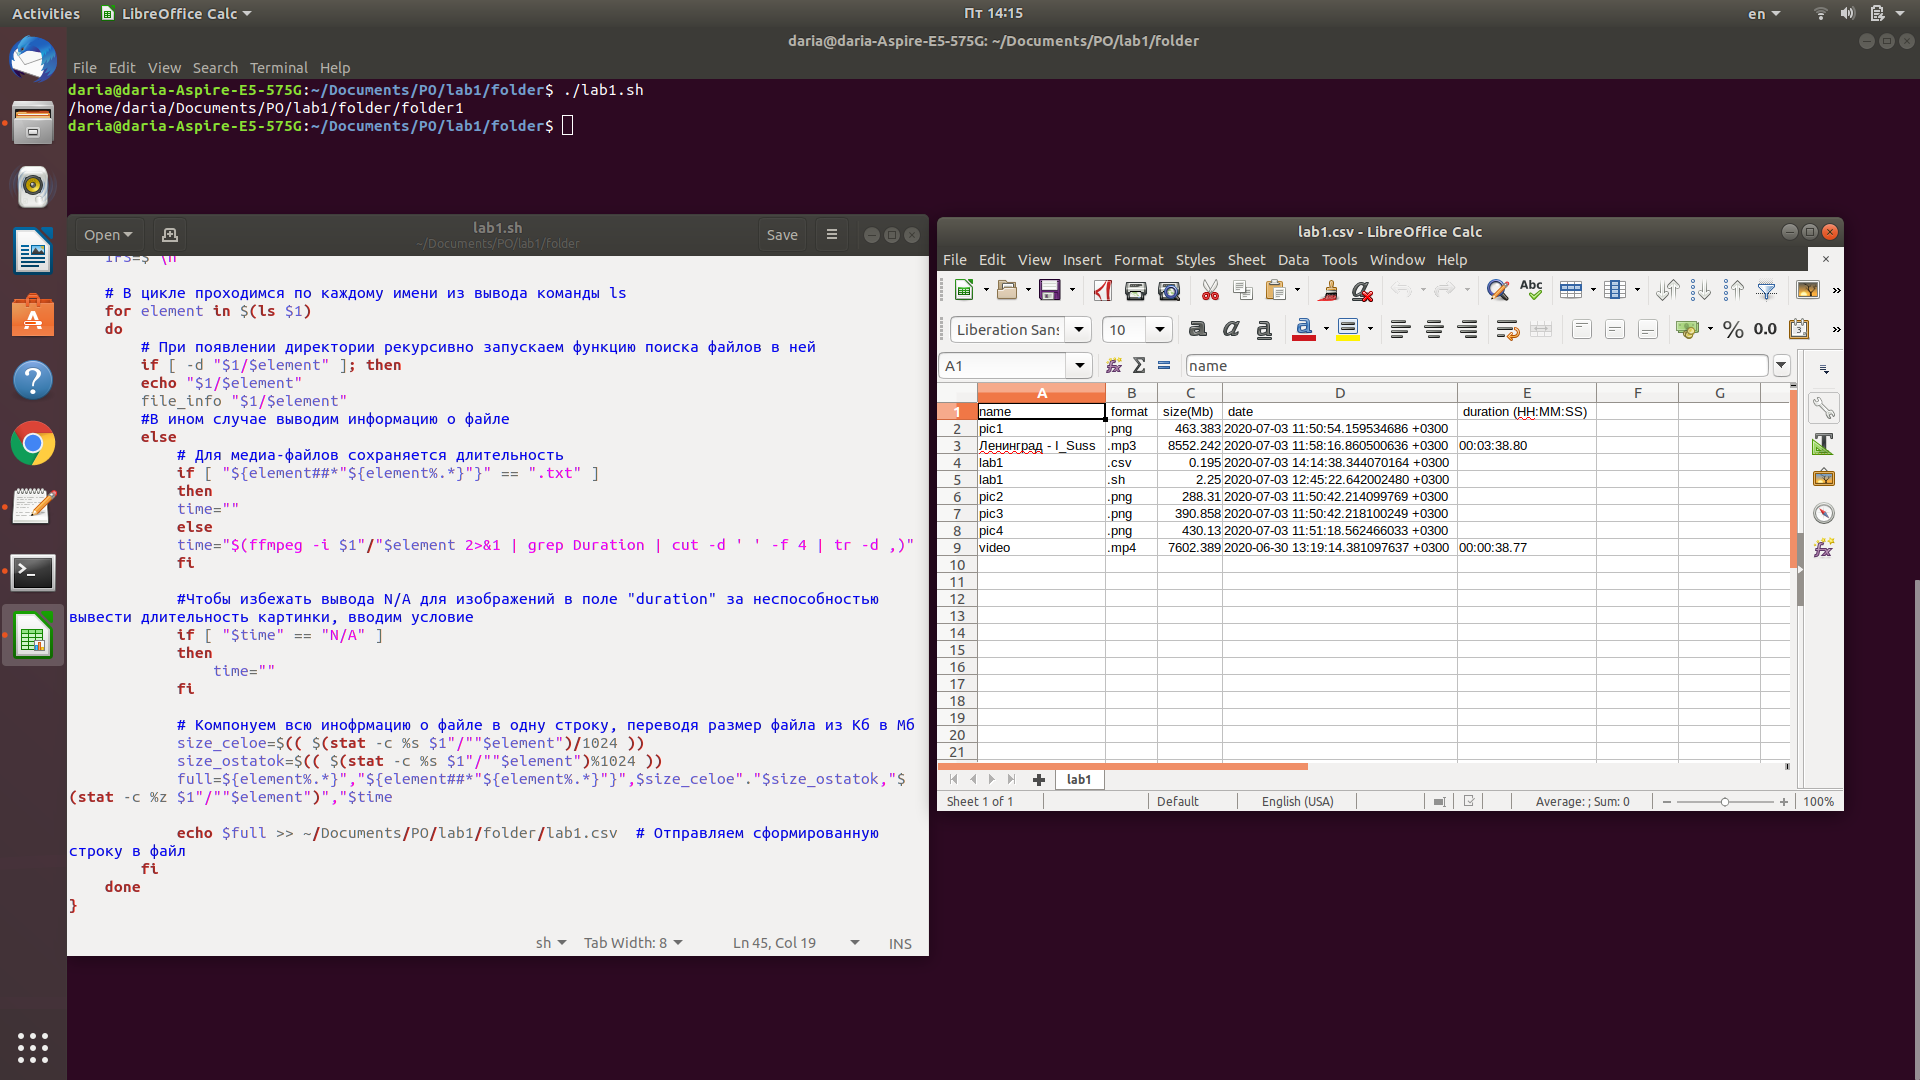 Activities
LibreOffice Calc
Пт 14:15
en
daria@daria-Aspire-E5-575G: ~/Documents/PO/lab1/folder
File Edit View Search Terminal Help
daria@daria-Aspire-E5-575G:~/Documents/PO/lab1/folder$ ./lab1.sh
/home/daria/Documents/PO/lab1/folder/folder1
daria@daria-Aspire-E5-575G:~/Documents/PO/lab1/folder$
Open
lab1.sh
~/Documents/PO/lab1/folder
Save
# В цикле проходимся по каждому имени из вывода команды ls
for element in $(ls $1)
do
# При появлении директории рекурсивно запускаем функцию поиска файлов в ней
if [ -d "$1/$element" ]; then
echo "$1/$element"
file_info "$1/$element"
#В ином случае выводим информацию о файле
else
# Для медиа-файлов сохраняется длительность
if [ "${element##*"${element%.*}"}" == ".txt" ]
then
time=""
else
time="$(ffmpeg -i $1"/"$element 2>&1 | grep Duration | cut -d ' ' -f 4 | tr -d ,)"
fi
#Чтобы избежать вывода N/A для изображений в поле "duration" за неспособностью
вывести длительность картинки, вводим условие
if [ "$time" == "N/A" ]
then
time=""
fi
# Компонуем всю инофрмацию о файле в одну строку, переводя размер файла из Кб в Мб
size_celoe=$(( $(stat -c %s $1"/""$element")/1024 ))
size_ostatok=$(( $(stat -c %s $1"/""$element")%1024 ))
full=${element%.*}","${element##*"${element%.*}"}",$size_celoe"."$size_ostatok,"$
(stat -c %z $1"/""$element")","$time
echo $full >> ~/Documents/PO/lab1/folder/lab1.csv # Отправляем сформированную
строку в файл
fi
done
}
sh Tab Width: 8 Ln 45, Col 19 INS
lab1.csv - LibreOffice Calc
File Edit View Insert Format Styles Sheet Data Tools Window Help
Abc
Liberation Sans 10 a a a a % 0.0
A1 fx Σ = name
A B C D E F G
1 name format size(Mb) date duration (HH:MM:SS)
2 pic1 .png 463.383 2020-07-03 11:50:54.159534686 +0300
3 Ленинград - I_Suss .mp3 8552.242 2020-07-03 11:58:16.860500636 +0300 00:03:38.80
4 lab1 .csv 0.195 2020-07-03 14:14:38.344070164 +0300
5 lab1 .sh 2.25 2020-07-03 12:45:22.642002480 +0300
6 pic2 .png 288.31 2020-07-03 11:50:42.214099769 +0300
7 pic3 .png 390.858 2020-07-03 11:50:42.218100249 +0300
8 pic4 .png 430.13 2020-07-03 11:51:18.562466033 +0300
9 video .mp4 7602.389 2020-06-30 13:19:14.381097637 +0300 00:00:38.77
10
11
12
13
14
15
16
17
18
19
20
21
lab1
Sheet 1 of 1 Default English (USA) Average: ; Sum: 0 100%